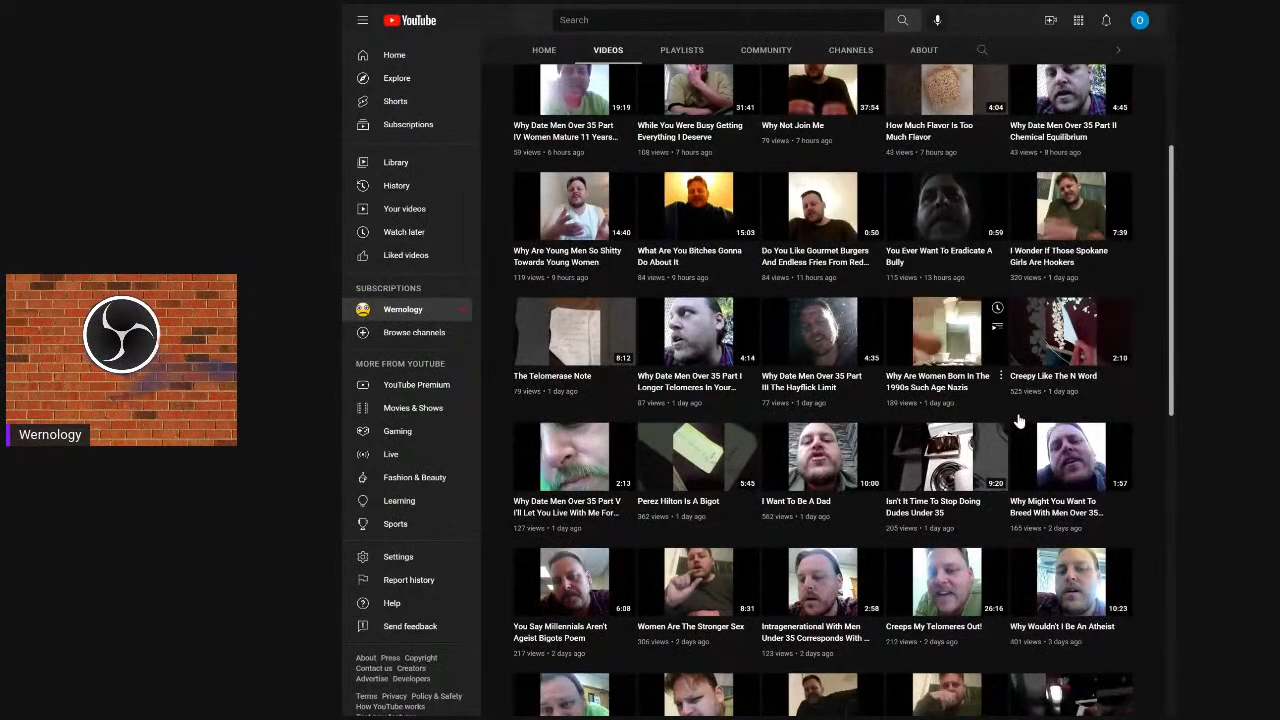 YouTube
Search
O
HOME
VIDEOS
PLAYLISTS
COMMUNITY
CHANNELS
ABOUT
Home
Explore
Shorts
Subscriptions
Library
History
Your videos
Watch later
Liked videos
SUBSCRIPTIONS
Wernology
Browse channels
MORE FROM YOUTUBE
YouTube Premium
Movies & Shows
Gaming
Live
Fashion & Beauty
Learning
Sports
Settings
Report history
Help
Send feedback
About Press Copyright
Contact us Creators
Advertise Developers
Terms Privacy Policy & Safety
How YouTube works
Wernology
19:19
Why Date Men Over 35 Part
IV Women Mature 11 Years...
59 views • 6 hours ago
31:41
While You Were Busy Getting
Everything I Deserve
108 views • 7 hours ago
37:54
Why Not Join Me
79 views • 7 hours ago
4:04
How Much Flavor Is Too
Much Flavor
43 views • 7 hours ago
4:45
Why Date Men Over 35 Part II
Chemical Equilibrium
43 views • 8 hours ago
14:40
Why Are Young Men So Shitty
Towards Young Women
119 views • 9 hours ago
15:03
What Are You Bitches Gonna
Do About It
84 views • 9 hours ago
0:50
Do You Like Gourmet Burgers
And Endless Fries From Red...
84 views • 11 hours ago
0:59
You Ever Want To Eradicate A
Bully
115 views • 13 hours ago
7:39
I Wonder If Those Spokane
Girls Are Hookers
320 views • 1 day ago
8:12
The Telomerase Note
79 views • 1 day ago
4:14
Why Date Men Over 35 Part I
Longer Telomeres In Your...
87 views • 1 day ago
4:35
Why Date Men Over 35 Part
III The Hayflick Limit
77 views • 1 day ago
Why Are Women Born In The
1990s Such Age Nazis
189 views • 1 day ago
2:10
Creepy Like The N Word
525 views • 1 day ago
2:13
Why Date Men Over 35 Part V
I'll Let You Live With Me For...
127 views • 1 day ago
5:45
Perez Hilton Is A Bigot
362 views • 1 day ago
10:00
I Want To Be A Dad
562 views • 1 day ago
9:20
Isn't It Time To Stop Doing
Dudes Under 35
205 views • 1 day ago
1:57
Why Might You Want To
Breed With Men Over 35...
165 views • 2 days ago
6:08
You Say Millennials Aren't
Ageist Bigots Poem
217 views • 2 days ago
8:31
Women Are The Stronger Sex
306 views • 2 days ago
2:58
Intragenerational With Men
Under 35 Corresponds With ...
123 views • 2 days ago
26:16
Creeps My Telomeres Out!
212 views • 2 days ago
10:23
Why Wouldn't I Be An Atheist
401 views • 3 days ago